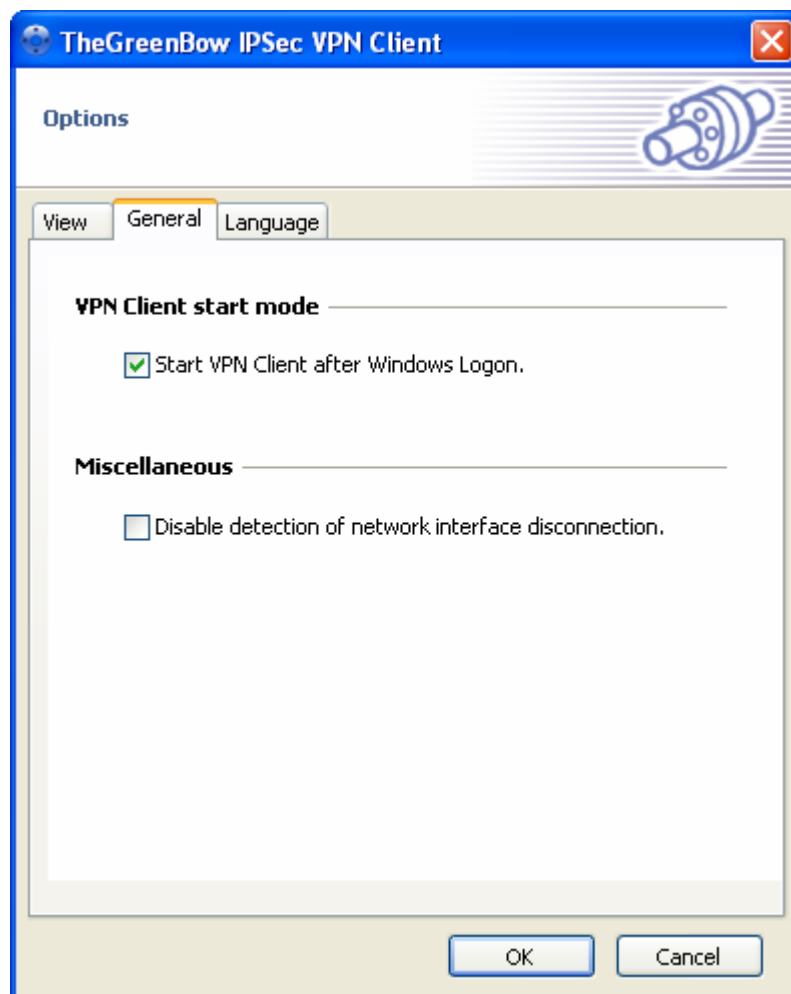 TheGreenBow IPSec VPN Client
Options
View General Language
VPN Client start mode
Start VPN Client after Windows Logon.
Miscellaneous
Disable detection of network interface disconnection.
OK Cancel